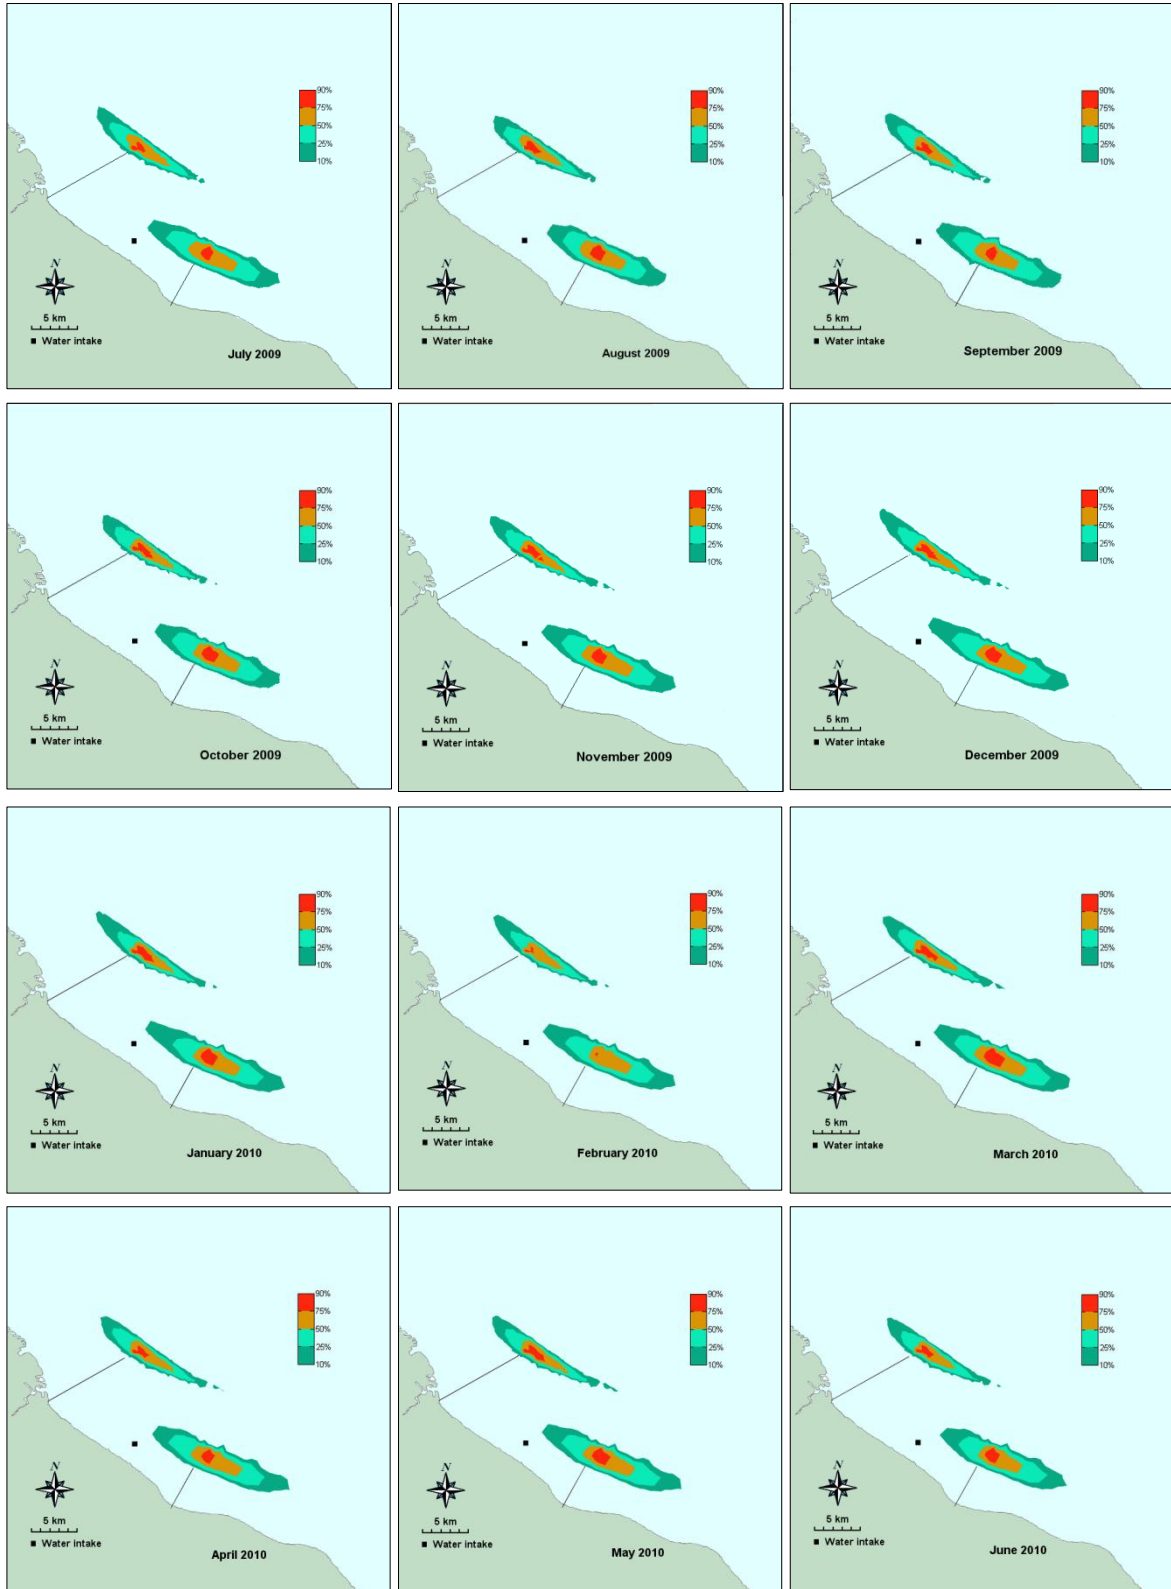 90%
75%
50%
25%
10%
N
5 km
Water intake
July 2009
90%
75%
50%
25%
10%
N
5 km
Water intake
August 2009
90%
75%
50%
25%
10%
N
5 km
Water intake
September 2009
90%
75%
50%
25%
10%
N
5 km
Water intake
October 2009
90%
75%
50%
25%
10%
N
5 km
Water intake
November 2009
90%
75%
50%
25%
10%
N
5 km
Water intake
December 2009
90%
75%
50%
25%
10%
N
5 km
Water intake
January 2010
90%
75%
50%
25%
10%
N
5 km
Water intake
February 2010
90%
75%
50%
25%
10%
N
5 km
Water intake
March 2010
90%
75%
50%
25%
10%
N
5 km
Water intake
April 2010
90%
75%
50%
25%
10%
N
5 km
Water intake
May 2010
90%
75%
50%
25%
10%
N
5 km
Water intake
June 2010